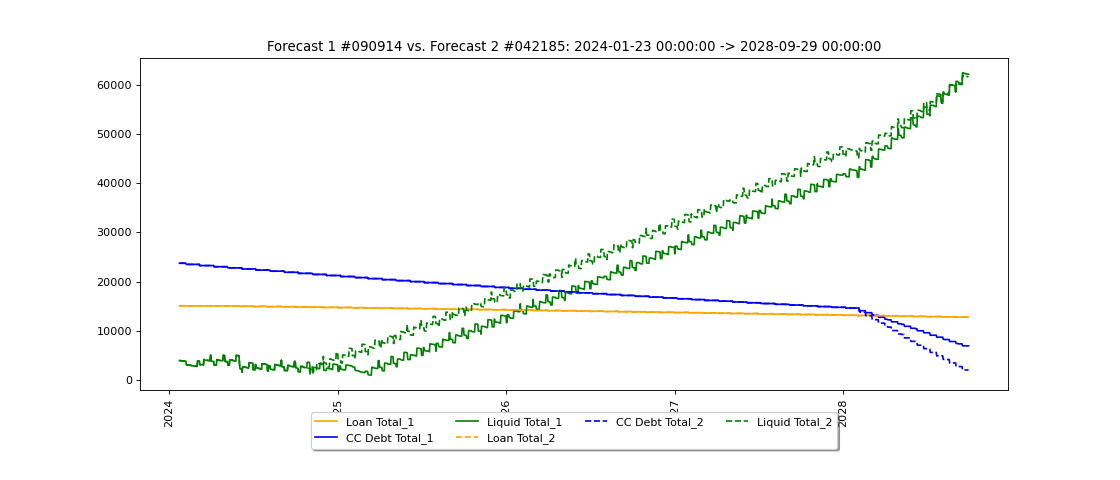 Forecast 1 #090914 vs. Forecast 2 #042185: 2024-01-23 00:00:00 -> 2028-09-29 00:00:00
60000
50000
40000
30000
20000
10000
0
2024
25
26
27
2028
Loan Total_1
CC Debt Total_1
Liquid Total_1
Loan Total_2
CC Debt Total_2
Liquid Total_2